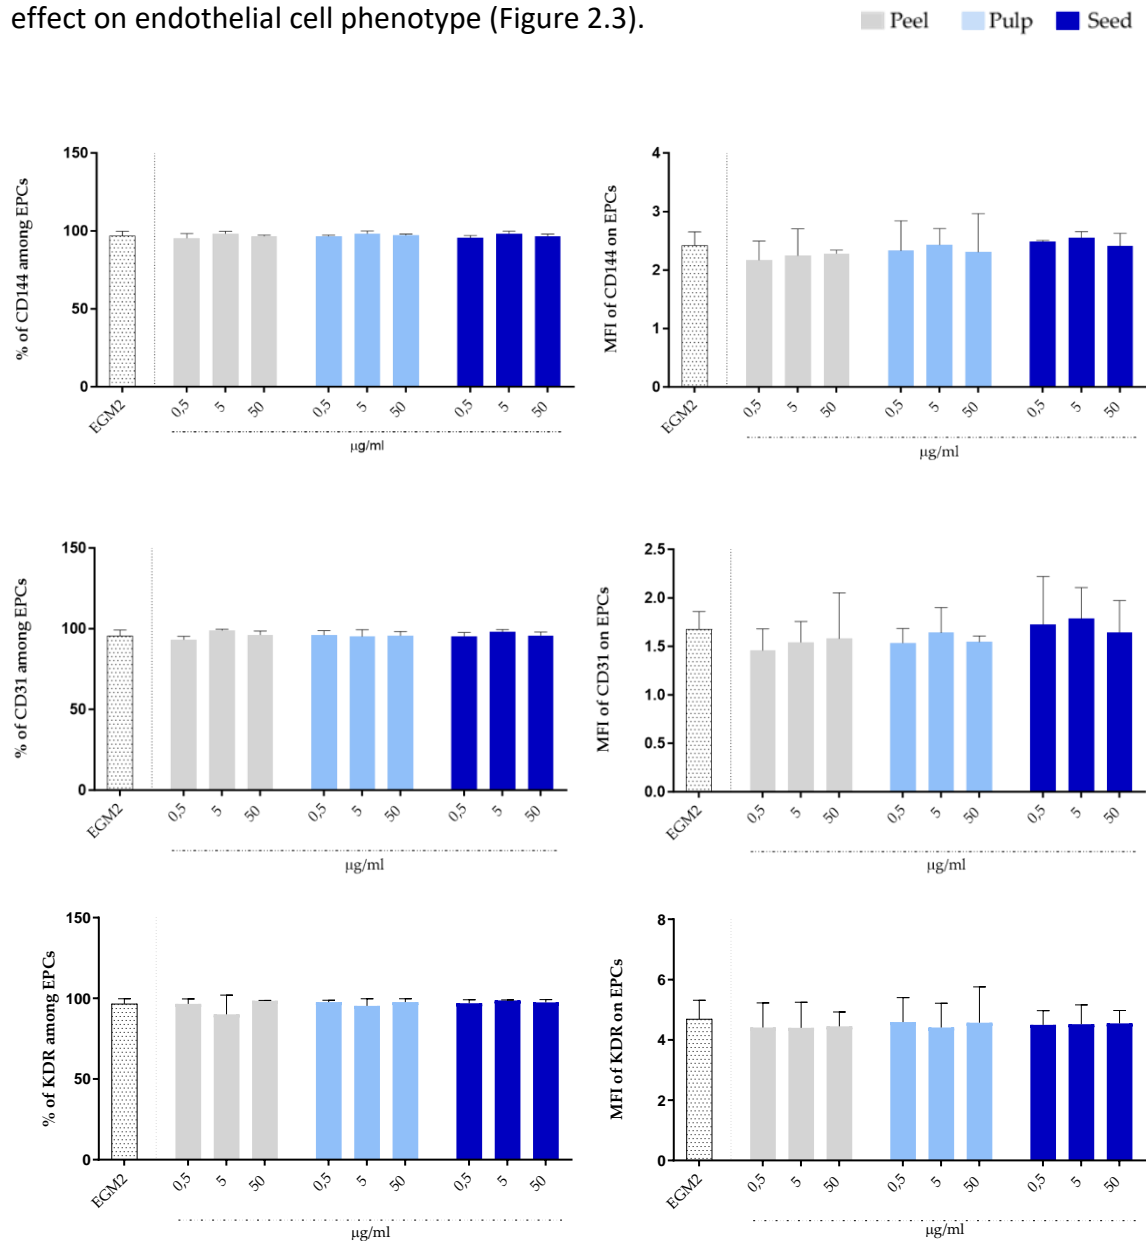 effect on endothelial cell phenotype (Figure 2.3).
Peel Pulp Seed
% of CD144 among EPCs
150
100
50
0
EGM2 0,5 5 50 0,5 5 50 0,5 5 50
µg/ml
MFI of CD144 on EPCs
4
3
2
1
0
EGM2 0,5 5 50 0,5 5 50 0,5 5 50
µg/ml
% of CD31 among EPCs
150
100
50
0
EGM2 0,5 5 50 0,5 5 50 0,5 5 50
µg/ml
MFI of CD31 on EPCs
2.5
2.0
1.5
1.0
0.5
0.0
EGM2 0,5 5 50 0,5 5 50 0,5 5 50
µg/ml
% of KDR among EPCs
150
100
50
0
EGM2 0,5 5 50 0,5 5 50 0,5 5 50
µg/ml
MFI of KDR on EPCs
8
6
4
2
0
EGM2 0,5 5 50 0,5 5 50 0,5 5 50
µg/ml